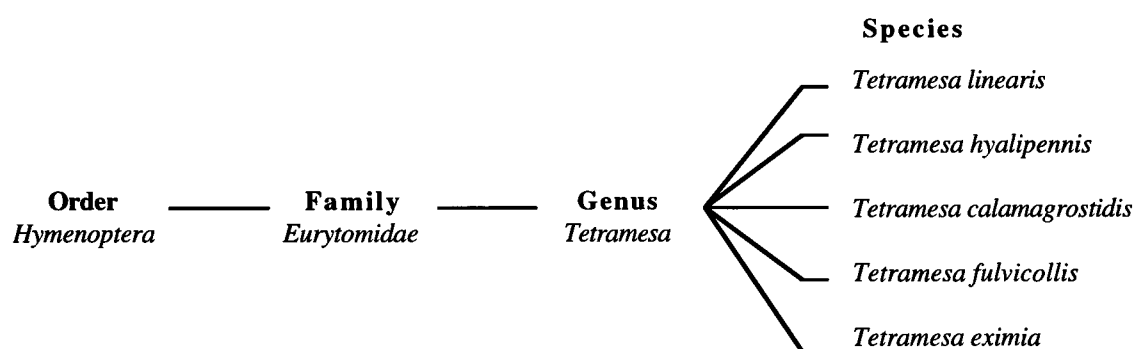 Species
Tetramesa linearis
Tetramesa hyalipennis
Order Family Genus Tetramesa calamagrostidis
Hymenoptera Eurytomidae Tetramesa
Tetramesa fulvicollis
Tetramesa eximia